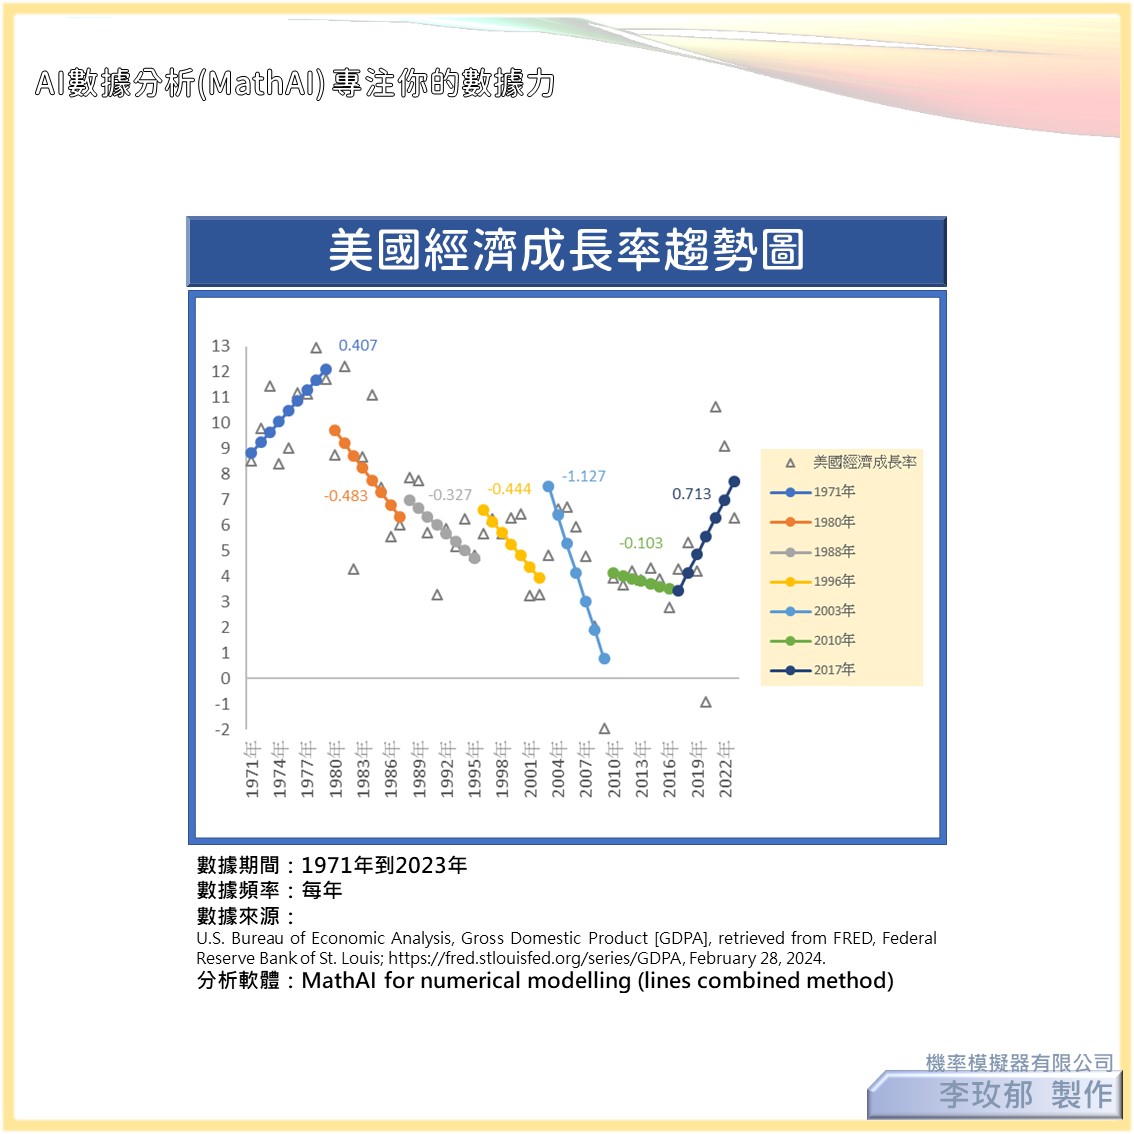 AI數據分析(MathAI) 專注你的數據力
美國經濟成長率趨勢圖
13
12
11
10
9
8
7
6
5
4
3
2
1
0
-1
-2
0.407
-0.483
-0.327
-0.444
-1.127
-0.103
0.713
1971年
1974年
1977年
1980年
1983年
1986年
1989年
1992年
1995年
1998年
2001年
2004年
2007年
2010年
2013年
2016年
2019年
2022年
美國經濟成長率
1971年
1980年
1988年
1996年
2003年
2010年
2017年
數據期間：1971年到2023年
數據頻率：每年
數據來源：
U.S. Bureau of Economic Analysis, Gross Domestic Product [GDPA], retrieved from FRED, Federal
Reserve Bank of St. Louis; https://fred.stlouisfed.org/series/GDPA, February 28, 2024.
分析軟體：MathAI for numerical modelling (lines combined method)
機率模擬器有限公司
李玫郁 製作